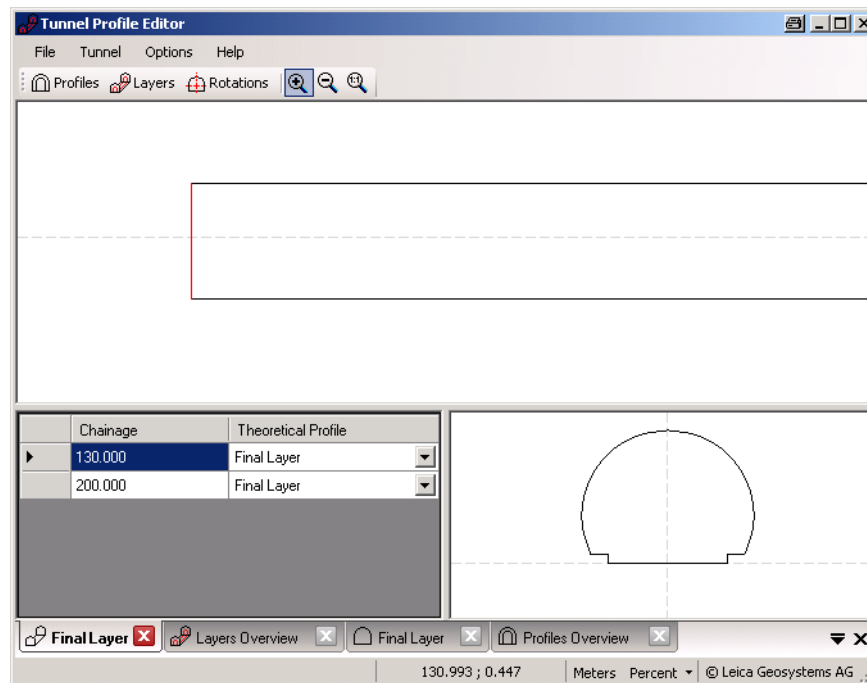 Tunnel Profile Editor
File Tunnel Options Help
Profiles Layers Rotations 1:1
Chainage Theoretical Profile
130.000 Final Layer
200.000 Final Layer
Final Layer Layers Overview Final Layer Profiles Overview
130.993 ; 0.447 Meters Percent © Leica Geosystems AG